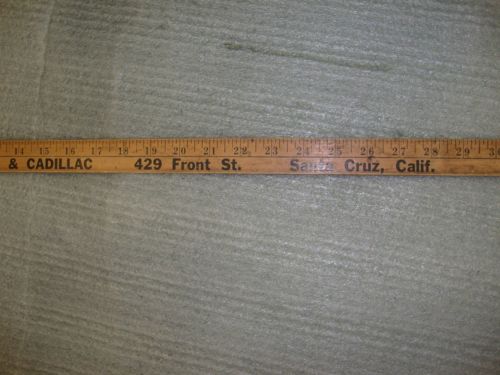 14 15 16 17 18 19 20 21 22 23 24 25 26 27 28 29 30
& CADILLAC 429 Front St. Santa Cruz, Calif.